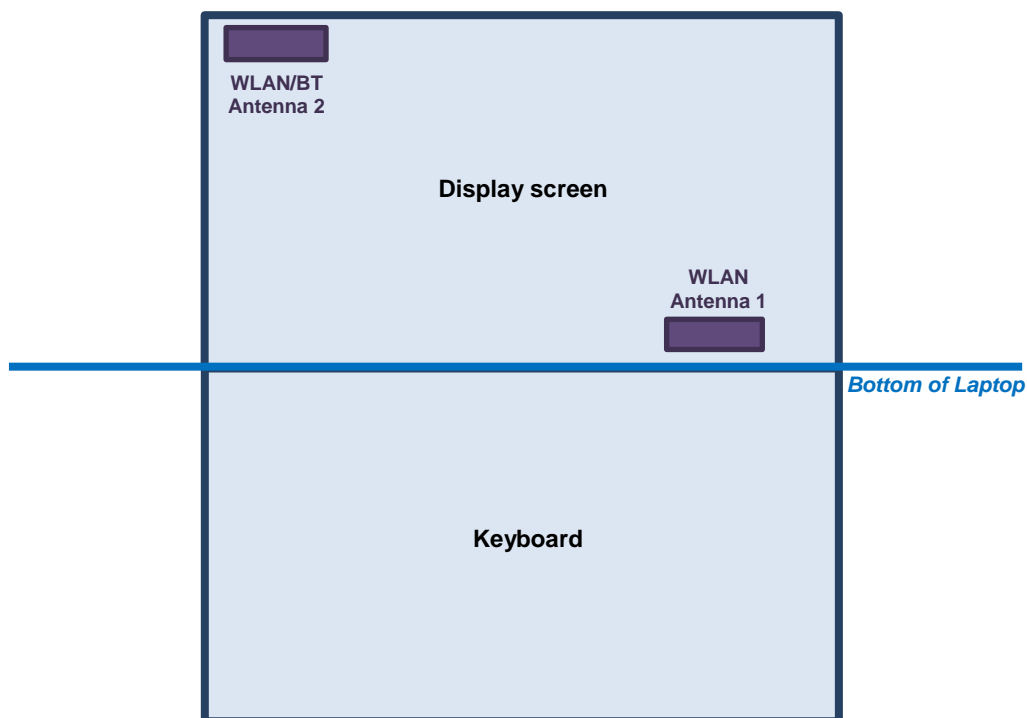 WLAN/BT
Antenna 2
Display screen
WLAN
Antenna 1
Bottom of Laptop
Keyboard